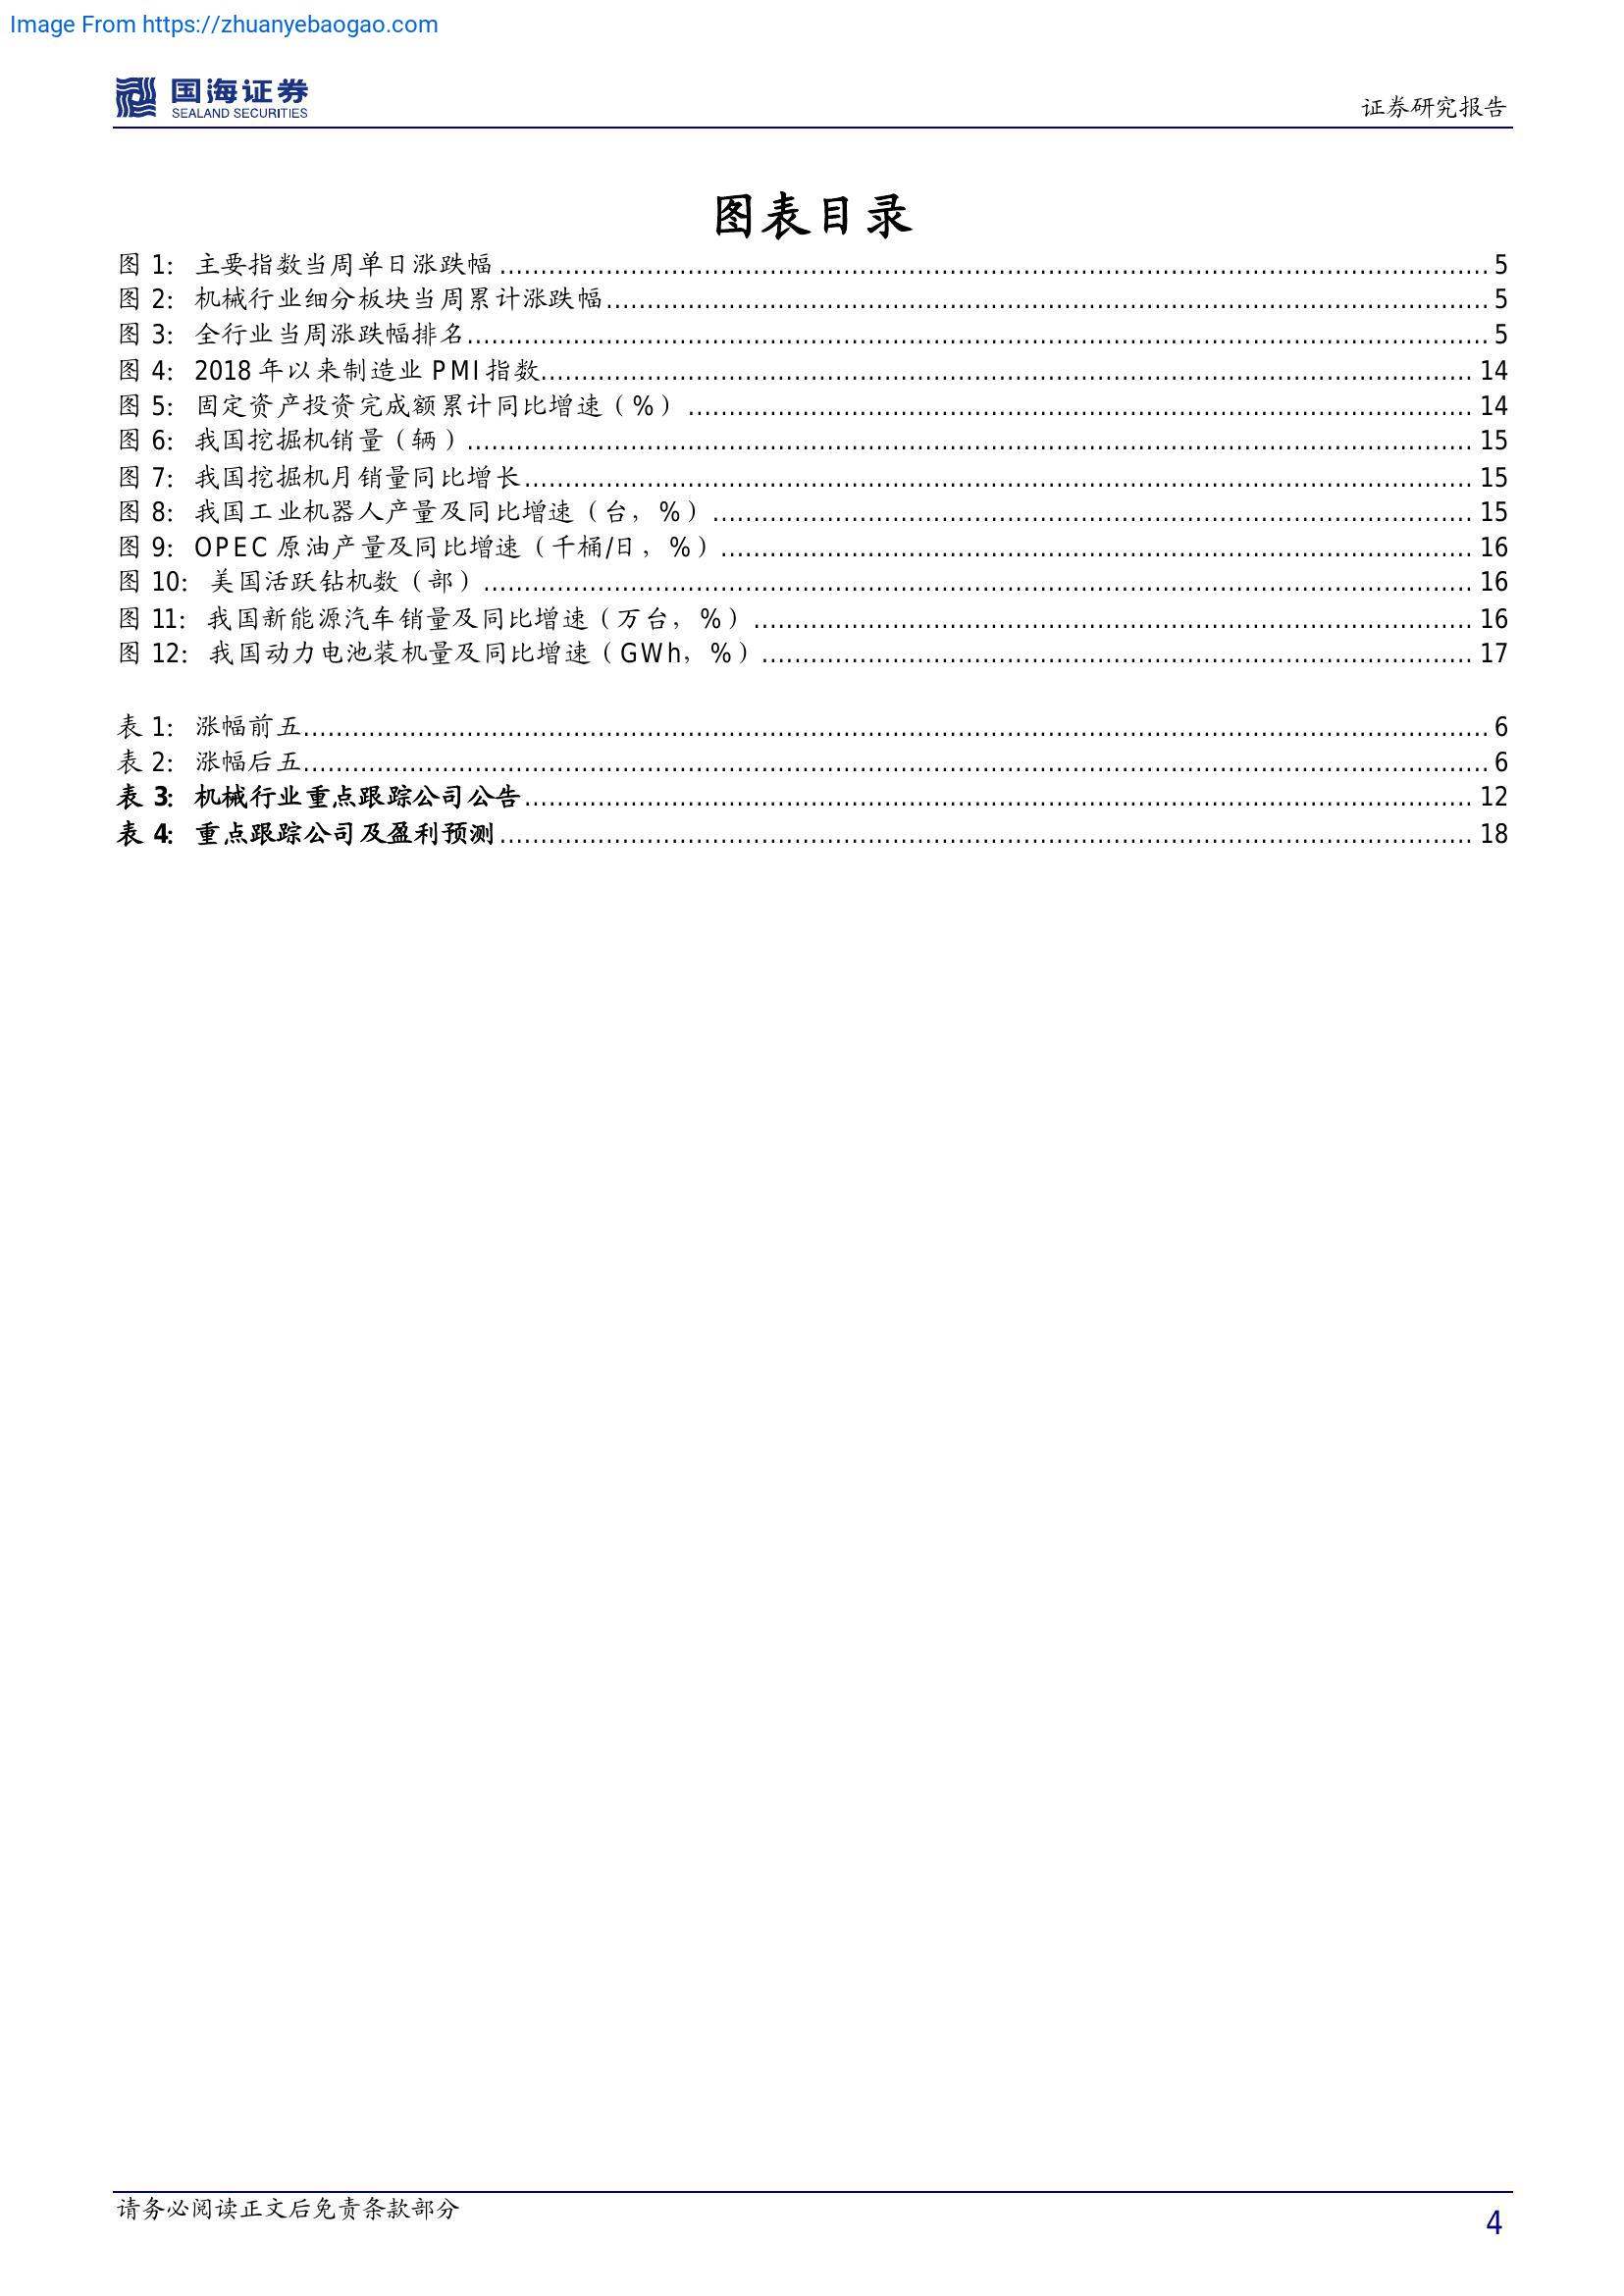 Image From https://zhuanyebaogao.com
国海证券
SEALAND SECURITIES
证券研究报告
图表目录
图 1: 主要指数当周单日涨跌幅 ........ 5
图 2: 机械行业细分板块当周累计涨跌幅 ........ 5
图 3: 全行业当周涨跌幅排名 ........ 5
图 4: 2018 年以来制造业 PMI 指数 ........ 14
图 5: 固定资产投资完成额累计同比增速（%） ........ 14
图 6: 我国挖掘机销量（辆） ........ 15
图 7: 我国挖掘机月销量同比增长 ........ 15
图 8: 我国工业机器人产量及同比增速（台，%） ........ 15
图 9: OPEC 原油产量及同比增速（千桶/日，%） ........ 16
图 10: 美国活跃钻机数（部） ........ 16
图 11: 我国新能源汽车销量及同比增速（万台，%） ........ 16
图 12: 我国动力电池装机量及同比增速（GWh，%） ........ 17
表 1: 涨幅前五 ........ 6
表 2: 涨幅后五 ........ 6
表 3: 机械行业重点跟踪公司公告 ........ 12
表 4: 重点跟踪公司及盈利预测 ........ 18
请务必阅读正文后免责条款部分
4